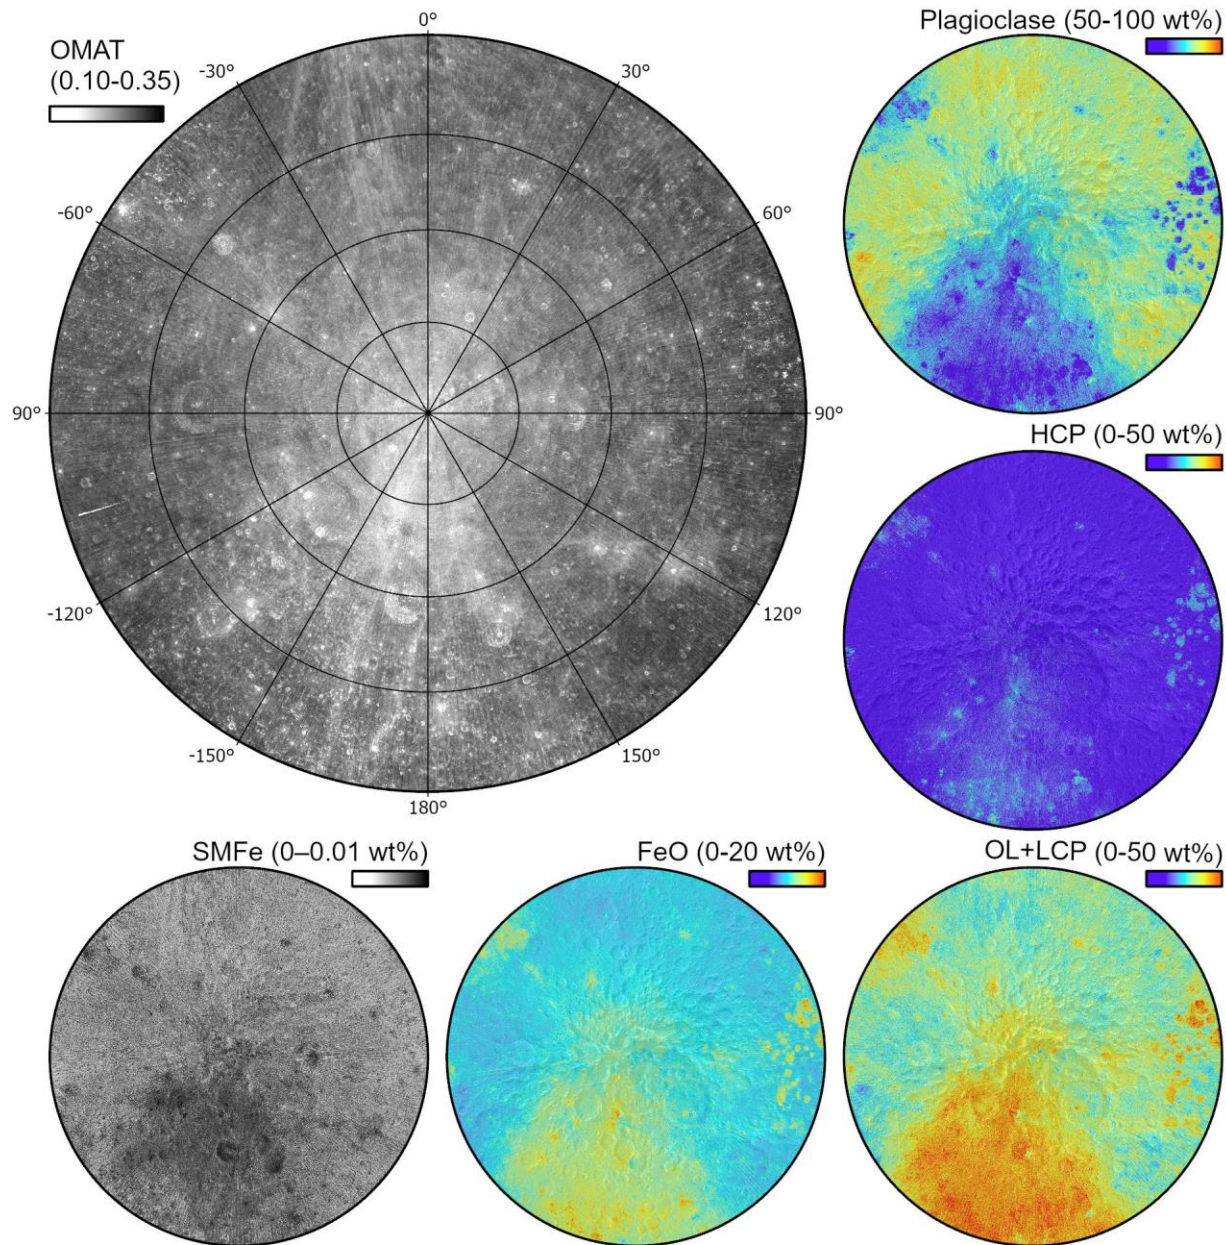 OMAT
(0.10-0.35)
0°
-30°
30°
-60°
60°
90°
90°
-120°
120°
-150°
150°
180°
Plagioclase (50-100 wt%)
HCP (0-50 wt%)
SMFe (0–0.01 wt%)
FeO (0-20 wt%)
OL+LCP (0-50 wt%)